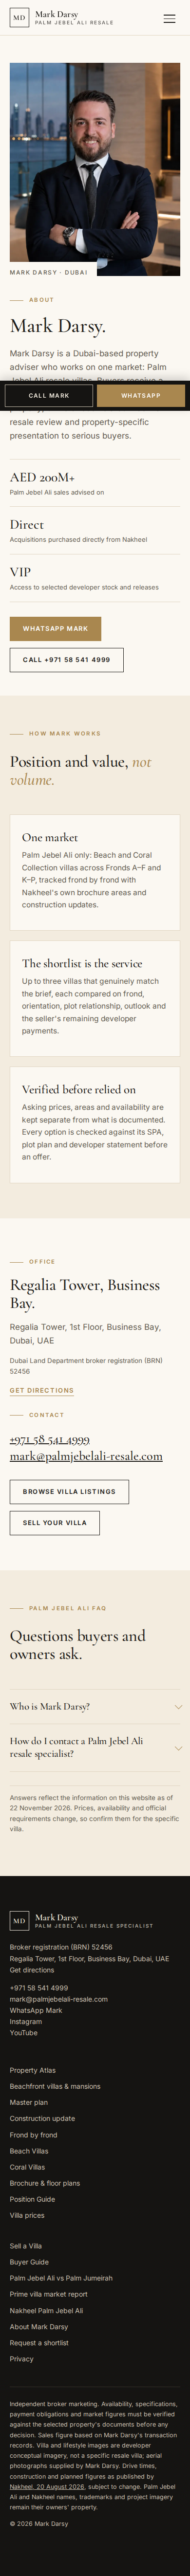 MD
Mark Darsy
PALM JEBEL ALI RESALE
MARK DARSY · DUBAI
ABOUT
Mark Darsy.
Mark Darsy is a Dubai-based property
adviser who works on one market: Palm
CALL MARK
WHATSAPP
resale review and property-specific
presentation to serious buyers.
AED 200M+
Palm Jebel Ali sales advised on
Direct
Acquisitions purchased directly from Nakheel
VIP
Access to selected developer stock and releases
WHATSAPP MARK
CALL +971 58 541 4999
HOW MARK WORKS
Position and value, not
volume.
One market
Palm Jebel Ali only: Beach and Coral
Collection villas across Fronds A–F and
K–P, tracked frond by frond with
Nakheel's own brochure areas and
construction updates.
The shortlist is the service
Up to three villas that genuinely match
the brief, each compared on frond,
orientation, plot relationship, outlook and
the seller's remaining developer
payments.
Verified before relied on
Asking prices, areas and availability are
kept separate from what is documented.
Every option is checked against its SPA,
plot plan and developer statement before
an offer.
OFFICE
Regalia Tower, Business
Bay.
Regalia Tower, 1st Floor, Business Bay,
Dubai, UAE
Dubai Land Department broker registration (BRN)
52456
GET DIRECTIONS
CONTACT
+971 58 541 4999
mark@palmjebelali-resale.com
BROWSE VILLA LISTINGS
SELL YOUR VILLA
PALM JEBEL ALI FAQ
Questions buyers and
owners ask.
Who is Mark Darsy?
How do I contact a Palm Jebel Ali
resale specialist?
Answers reflect the information on this website as of
22 November 2026. Prices, availability and official
requirements change, so confirm them for the specific
villa.
MD
Mark Darsy
PALM JEBEL ALI RESALE SPECIALIST
Broker registration (BRN) 52456
Regalia Tower, 1st Floor, Business Bay, Dubai, UAE
Get directions
+971 58 541 4999
mark@palmjebelali-resale.com
WhatsApp Mark
Instagram
YouTube
Property Atlas
Beachfront villas & mansions
Master plan
Construction update
Frond by frond
Beach Villas
Coral Villas
Brochure & floor plans
Position Guide
Villa prices
Sell a Villa
Buyer Guide
Palm Jebel Ali vs Palm Jumeirah
Prime villa market report
Nakheel Palm Jebel Ali
About Mark Darsy
Request a shortlist
Privacy
Independent broker marketing. Availability, specifications,
payment obligations and market figures must be verified
against the selected property's documents before any
decision. Sales figure based on Mark Darsy's transaction
records. Villa and lifestyle images are developer
conceptual imagery, not a specific resale villa; aerial
photographs supplied by Mark Darsy. Drive times,
construction and planned figures as published by
Nakheel, 20 August 2026, subject to change. Palm Jebel
Ali and Nakheel names, trademarks and project imagery
remain their owners' property.
© 2026 Mark Darsy